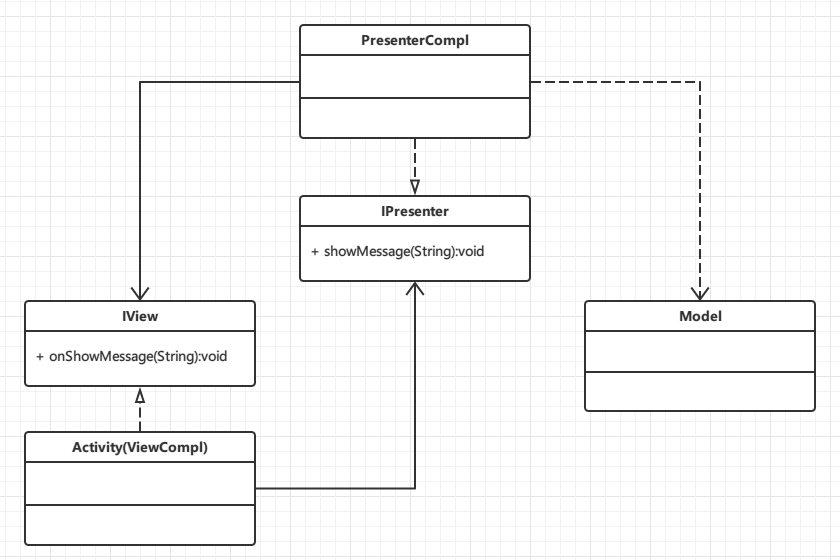 PresenterCompl
IPresenter
+ showMessage(String):void
IView
+ onShowMessage(String):void
Model
Activity(ViewCompl)